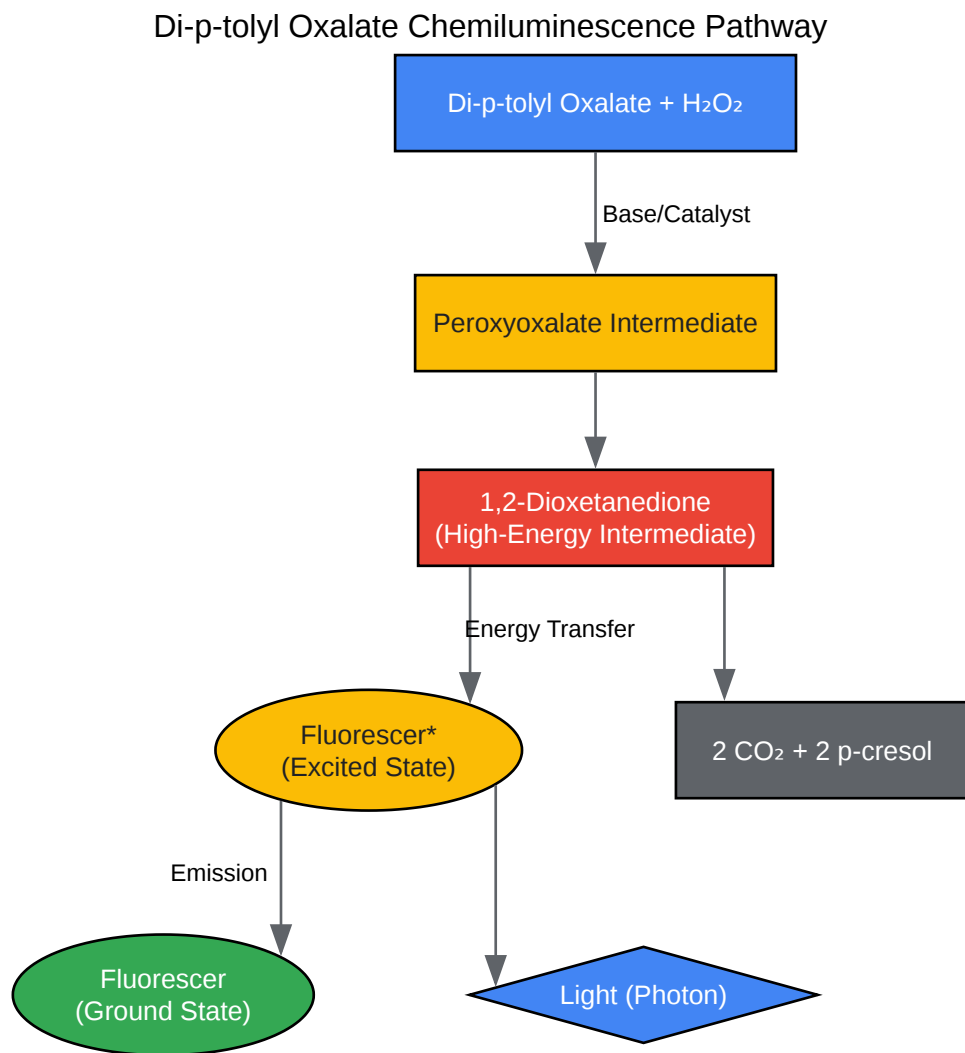 Di-p-tolyl Oxalate Chemiluminescence Pathway
Di-p-tolyl Oxalate + H₂O₂
Base/Catalyst
Peroxyoxalate Intermediate
1,2-Dioxetanedione
(High-Energy Intermediate)
Energy Transfer
Fluorescer*
(Excited State)
2 CO₂ + 2 p-cresol
Emission
Fluorescer
(Ground State)
Light (Photon)